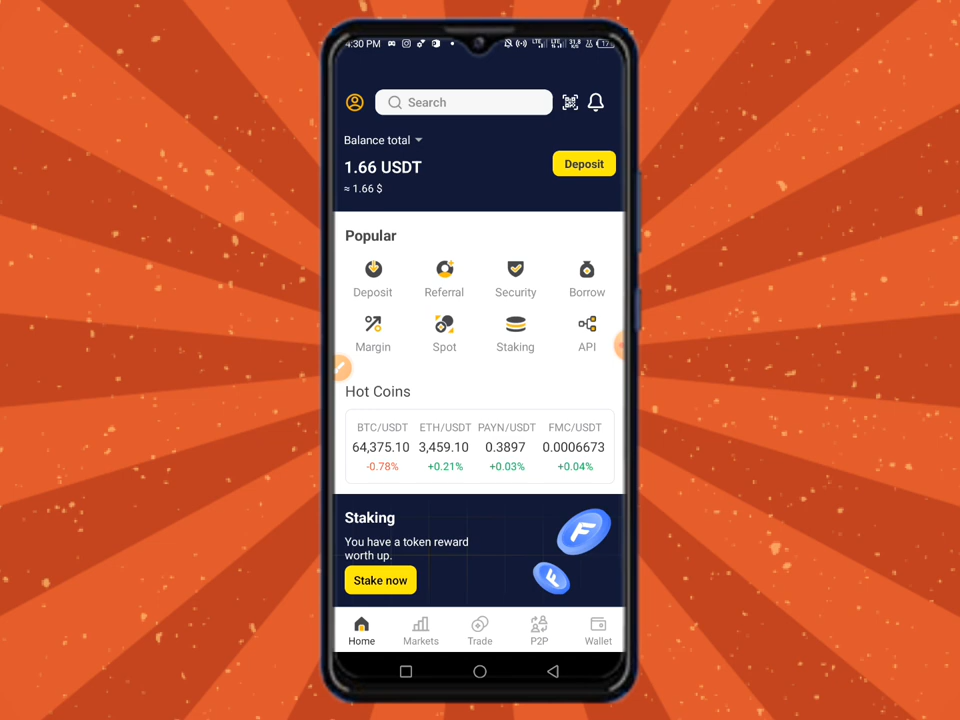 4:30 PM
Search
Balance total
1.66 USDT
≈ 1.66 $
Deposit
Popular
Deposit Referral Security Borrow
Margin Spot Staking API
Hot Coins
BTC/USDT ETH/USDT PAYN/USDT FMC/USDT
64,375.10 3,459.10 0.3897 0.0006673
-0.78% +0.21% +0.03% +0.04%
Staking
You have a token reward
worth up.
Stake now
Home Markets Trade P2P Wallet